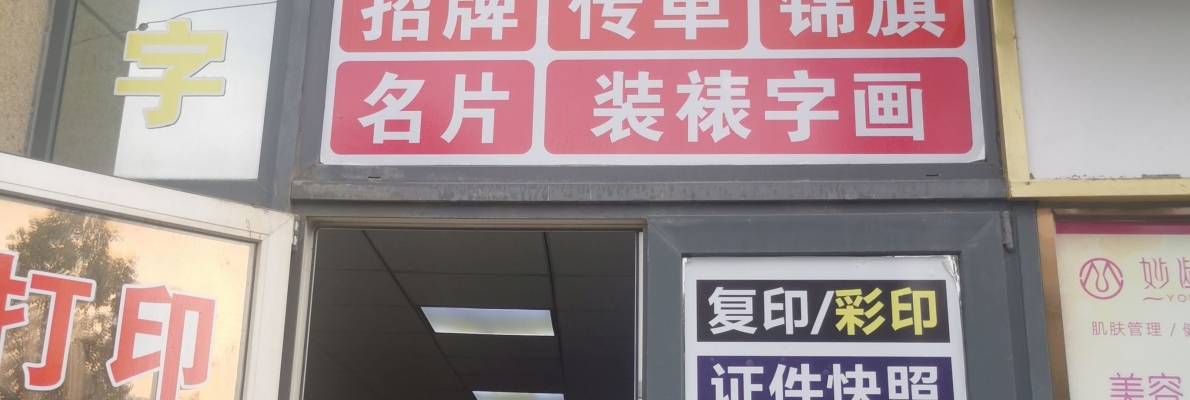 字
招牌 传单 锦旗
名片 装裱字画
打印
复印/彩印
证件快照
妙
肌肤管理 /
美容